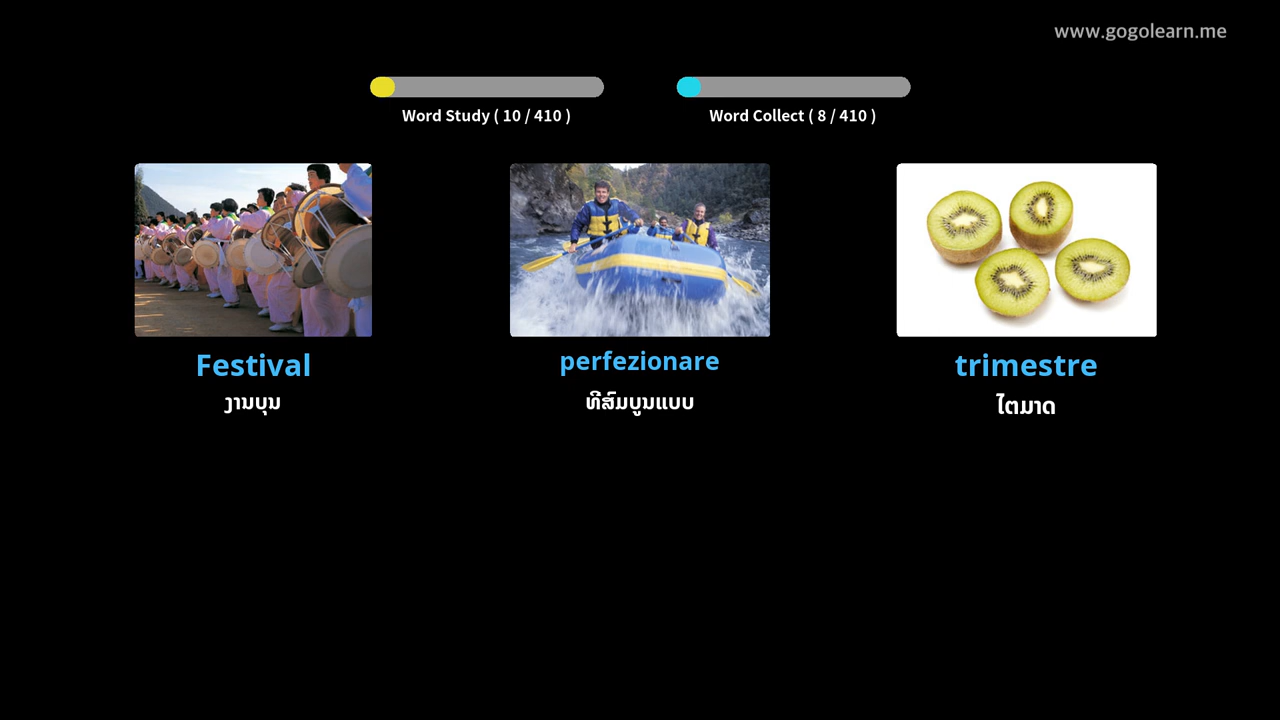 www.gogolearn.me
Word Study ( 10 / 410 )
Word Collect ( 8 / 410 )
Festival
ງານບຸນ
perfezionare
ທີສົມບູນແບບ
trimestre
ໄຕມາດ